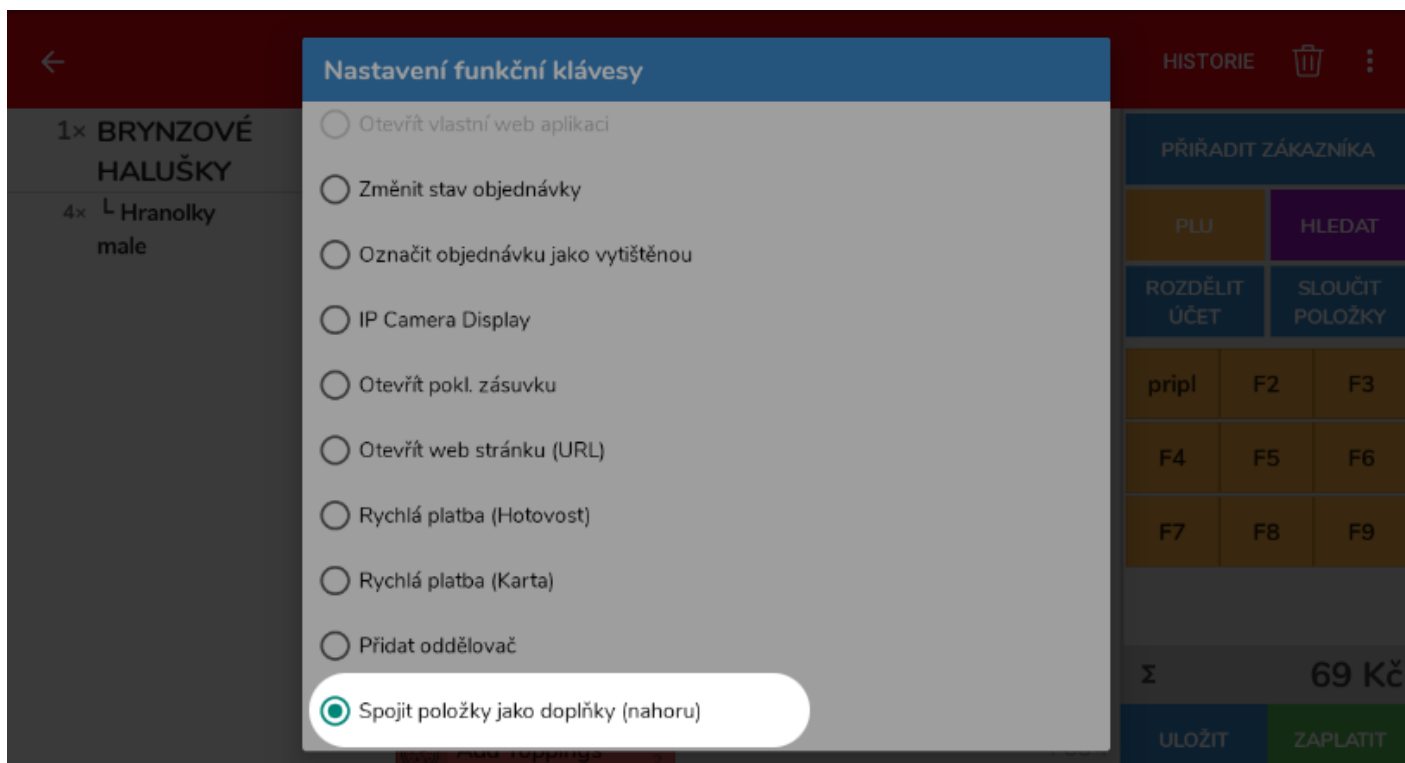 Nastavení funkční klávesy
HISTORIE
1× BRYNZOVÉ
HALUŠKY
4× └ Hranolky
male
Otevřít vlastní web aplikaci
Změnit stav objednávky
Označit objednávku jako vytištěnou
IP Camera Display
Otevřít pokl. zásuvku
Otevřít web stránku (URL)
Rychlá platba (Hotovost)
Rychlá platba (Karta)
Přidat oddělovač
Spojit položky jako doplňky (nahoru)
Add Toppings
PŘIŘADIT ZÁKAZNÍKA
PLU HLEDAT
ROZDĚLIT
ÚČET
SLOUČIT
POLOŽKY
pripl F2 F3
F4 F5 F6
F7 F8 F9
Σ 69 Kč
ULOŽIT ZAPLATIT